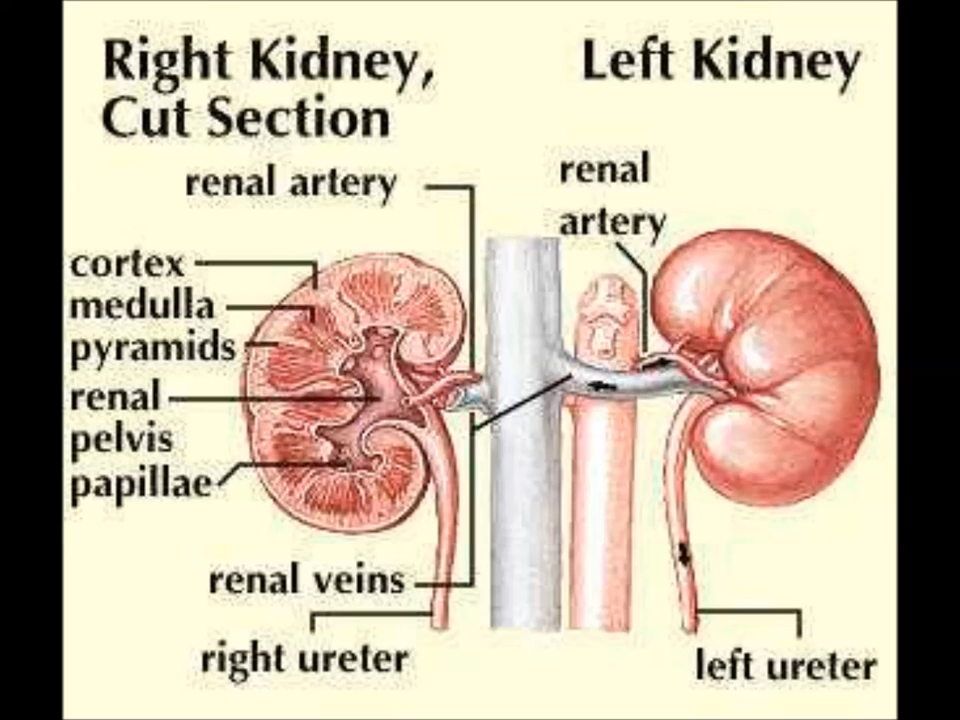 Right Kidney,
Cut Section
Left Kidney
renal artery
renal
artery
cortex
medulla
pyramids
renal
pelvis
papillae
renal veins
right ureter
left ureter